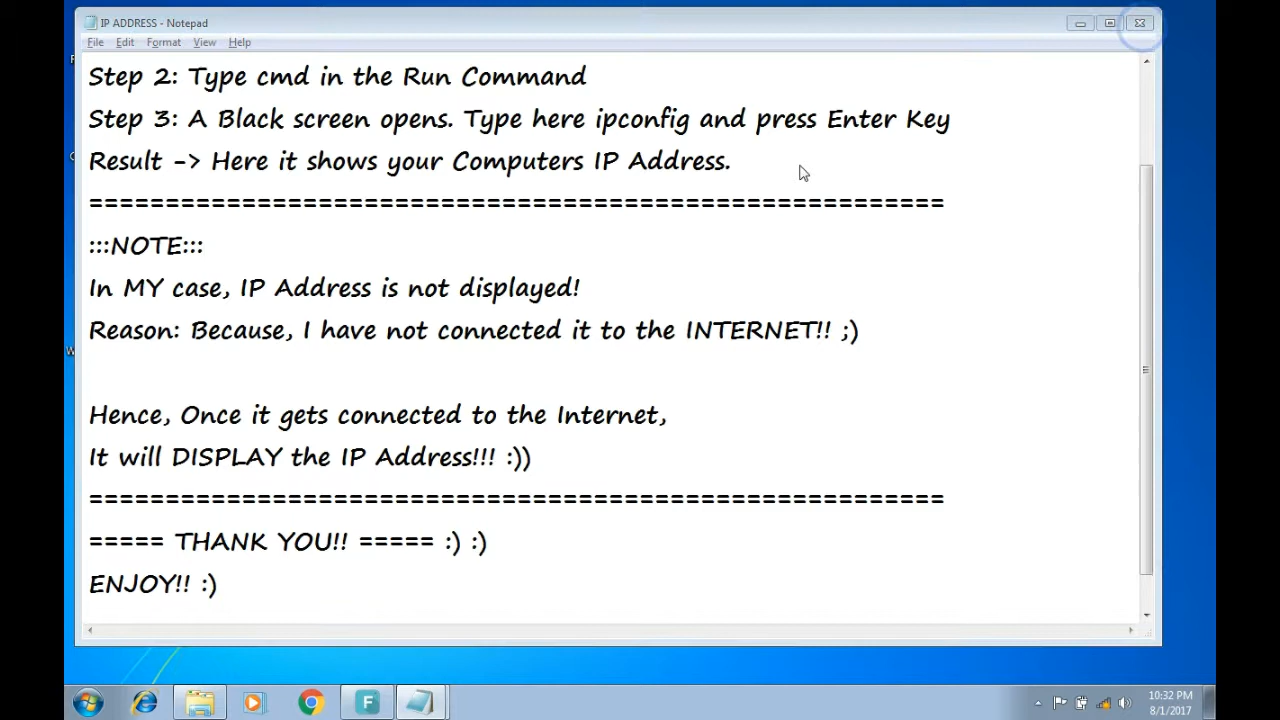 IP ADDRESS - Notepad
File Edit Format View Help
Step 2: Type cmd in the Run Command
Step 3: A Black screen opens. Type here ipconfig and press Enter Key
Result -> Here it shows your Computers IP Address.
========================================================
:::NOTE:::
In MY case, IP Address is not displayed!
Reason: Because, I have not connected it to the INTERNET!! ;)
Hence, Once it gets connected to the Internet,
It will DISPLAY the IP Address!!! :))
========================================================
===== THANK YOU!! ===== :) :)
ENJOY!! :)
10:32 PM
8/1/2017